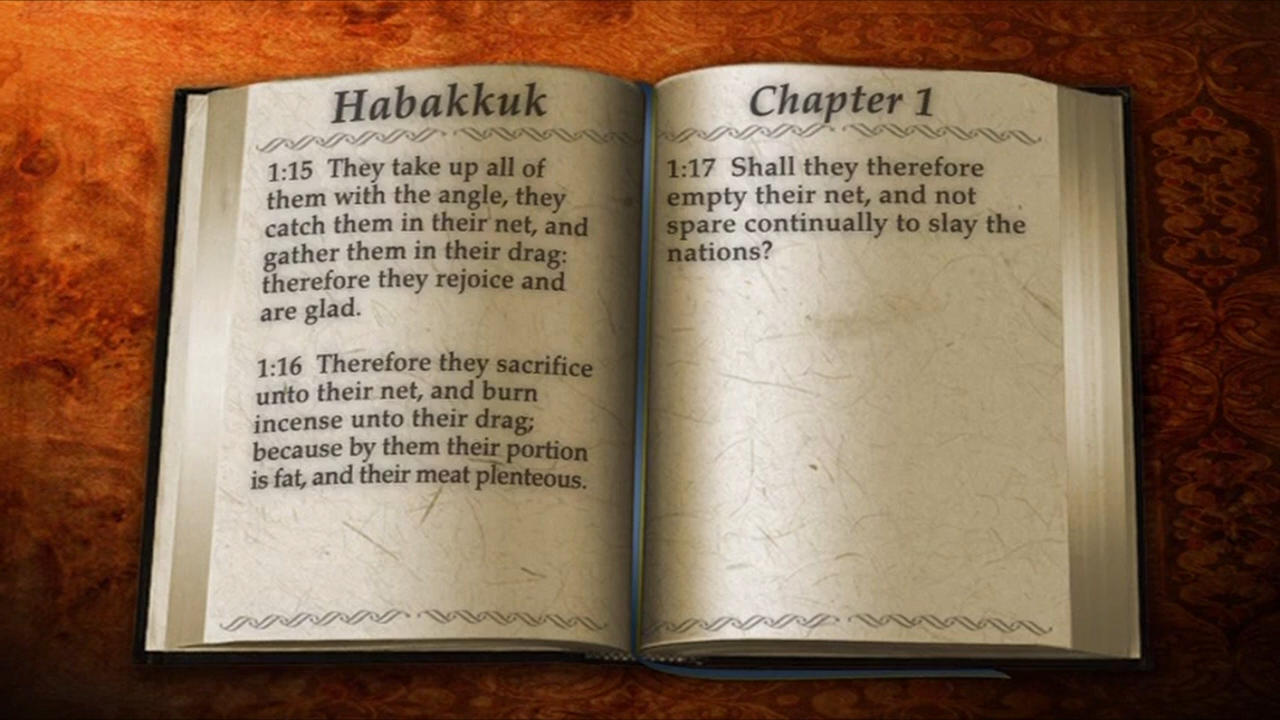 Habakkuk
1:15 They take up all of
them with the angle, they
catch them in their net, and
gather them in their drag:
therefore they rejoice and
are glad.
1:16 Therefore they sacrifice
unto their net, and burn
incense unto their drag;
because by them their portion
is fat, and their meat plenteous.
Chapter 1
1:17 Shall they therefore
empty their net, and not
spare continually to slay the
nations?